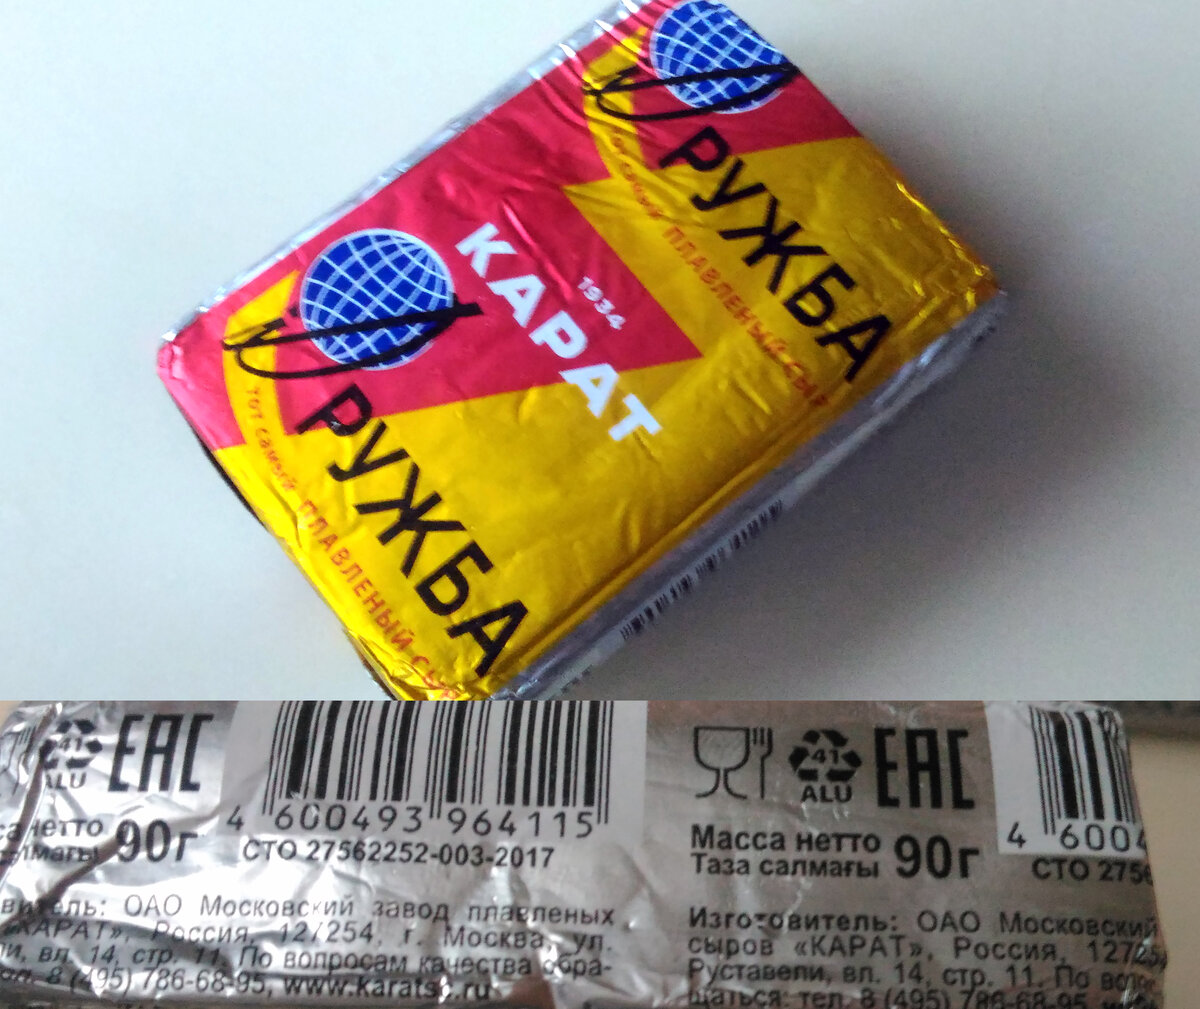 ДРУЖБА
тот самый ПЛАВЛЕНЫЙ СЫР
1934
КАРАТ
ДРУЖБА
тот самый ПЛАВЛЕНЫЙ СЫР
41
ALU
EAC
4 600493 964115
нетто 90г
СТО 27562252-003-2017
ОАО Московский завод плавленых
«КАРАТ», Россия, 127254, г. Москва, ул.
вл. 14, стр. 11. По вопросам качества обра-
8 (495) 786-68-95, www.karatsc.ru
41
ALU
EAC
4 6004
Масса нетто
Таза салмағы 90г
СТО 2756
Изготовитель: ОАО Московский
сыров «КАРАТ», Россия, 12725
Руставели, вл. 14, стр. 11. По
щаться: тел. 8 (495) 786-68-95,